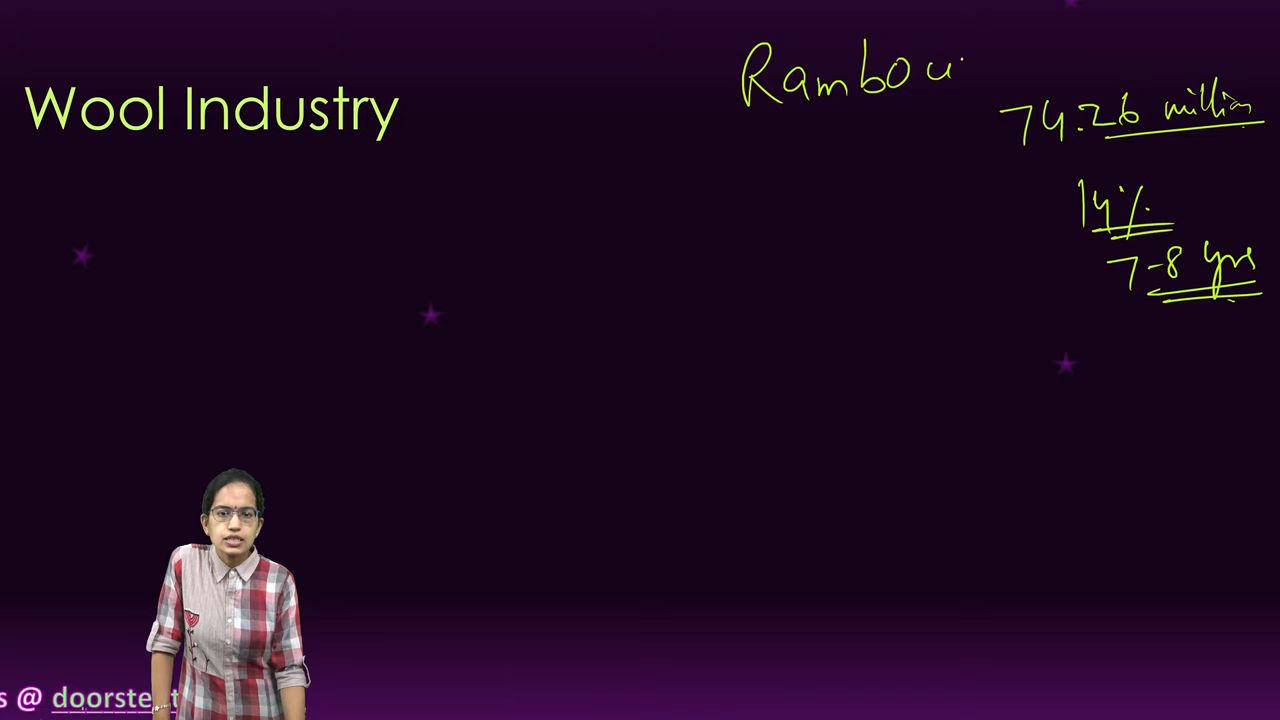 Wool Industry
Rambou
74.26 million
14%
7-8 yrs
s @ doorste